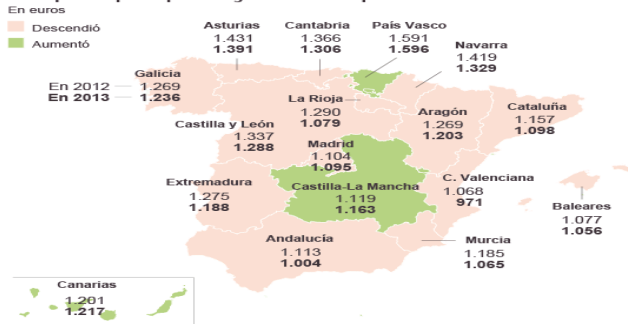 En euros
Descendió
Aumentó
Asturias
1.431
1.391
Cantabria
1.366
1.306
País Vasco
1.591
1.596
Navarra
1.419
1.329
Galicia
En 2012 1.269
En 2013 1.236
La Rioja
1.290
1.079
Aragón
1.269
1.203
Cataluña
1.157
1.098
Castilla y León
1.337
1.288
Madrid
1.104
1.095
Extremadura
1.275
1.188
Castilla-La Mancha
1.119
1.163
C. Valenciana
1.068
971
Baleares
1.077
1.056
Andalucía
1.113
1.004
Murcia
1.185
1.065
Canarias
1.201
1.217